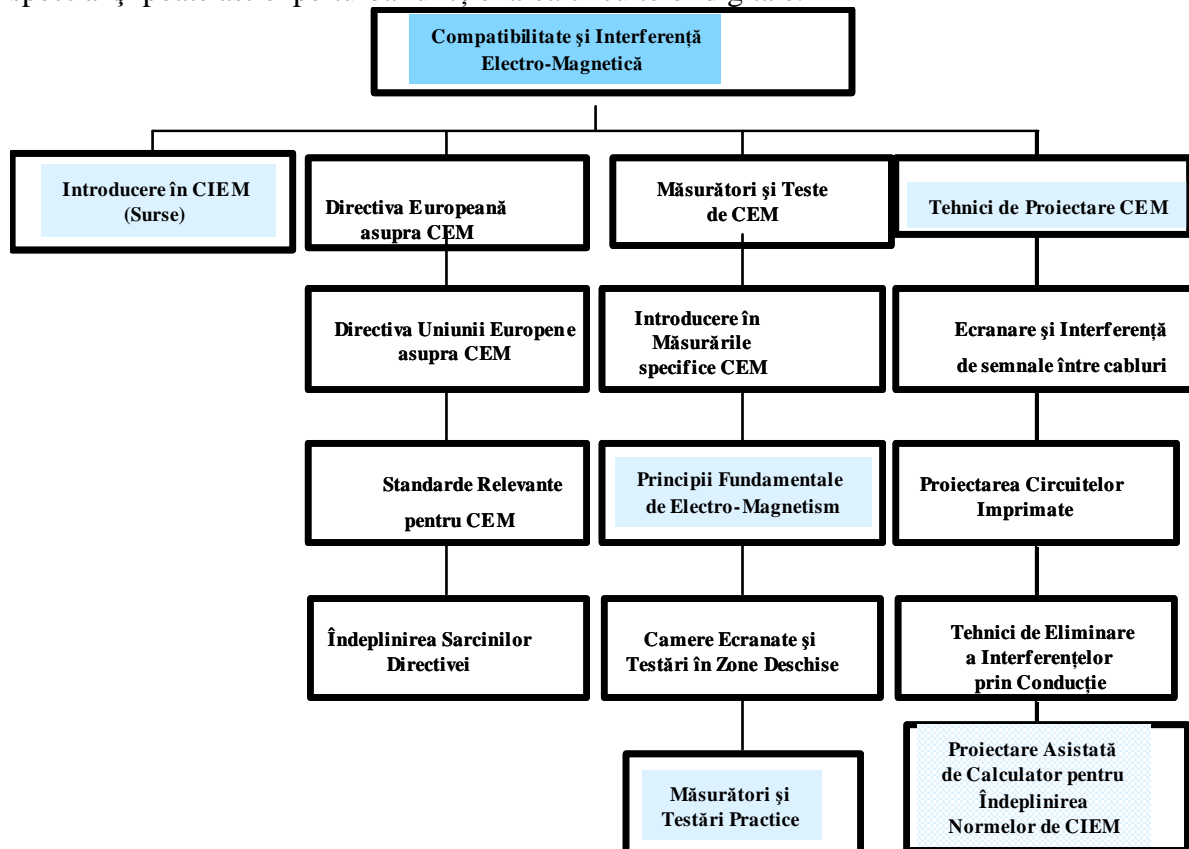 Compatibilitate şi Interferenţă
Electro-Magnetică
Introducere în CIEM
(Surse)
Directiva Europeană
asupra CEM
Măsurători şi Teste
de CEM
Tehnici de Proiectare CEM
Directiva Uniunii Europene
asupra CEM
Introducere în
Măsurările
specifice CEM
Ecranare şi Interferenţă
de semnale între cabluri
Standarde Relevante
pentru CEM
Principii Fundamentale
de Electro-Magnetism
Proiectarea Circuitelor
Imprimate
Îndeplinirea Sarcinilor
Directivei
Camere Ecranate şi
Testări în Zone Deschise
Tehnici de Eliminare
a Interferenţelor
prin Conducţie
Măsurători şi
Testări Practice
Proiectare Asistată
de Calculator pentru
Îndeplinirea
Normelor de CIEM